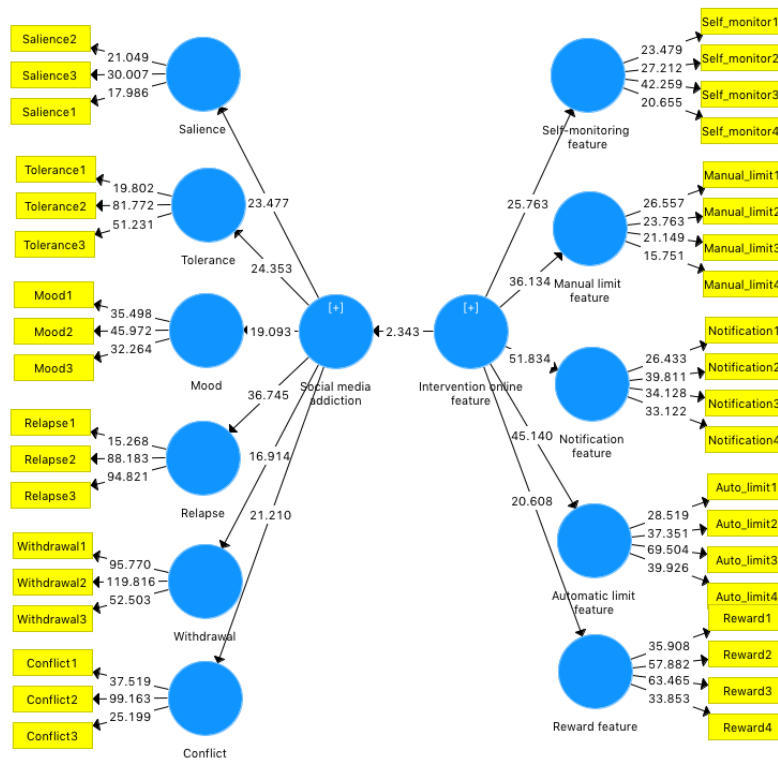 Salience2
Salience3
Salience1
21.049
30.007
17.986
Salience
Tolerance1
Tolerance2
Tolerance3
19.802
81.772
51.231
Tolerance
Mood1
Mood2
Mood3
35.498
45.972
32.264
Mood
Relapse1
Relapse2
Relapse3
15.268
88.183
94.821
Relapse
Withdrawal1
Withdrawal2
Withdrawal3
95.770
119.816
52.503
Withdrawal
Conflict1
Conflict2
Conflict3
37.519
99.163
25.199
Conflict
23.477
24.353
19.093
36.745
16.914
21.210
[+]
Social media
addiction
2.343
[+]
Intervention online
feature
25.763
36.134
51.834
45.140
20.608
Self-monitoring
feature
23.479
27.212
42.259
20.655
Self_monitor1
Self_monitor2
Self_monitor3
Self_monitor4
Manual limit
feature
26.557
23.763
21.149
15.751
Manual_limit1
Manual_limit2
Manual_limit3
Manual_limit4
Notification
feature
26.433
39.811
34.128
33.122
Notification1
Notification2
Notification3
Notification4
Automatic limit
feature
28.519
37.351
69.504
39.926
Auto_limit1
Auto_limit2
Auto_limit3
Auto_limit4
Reward feature
35.908
57.882
63.465
33.853
Reward1
Reward2
Reward3
Reward4